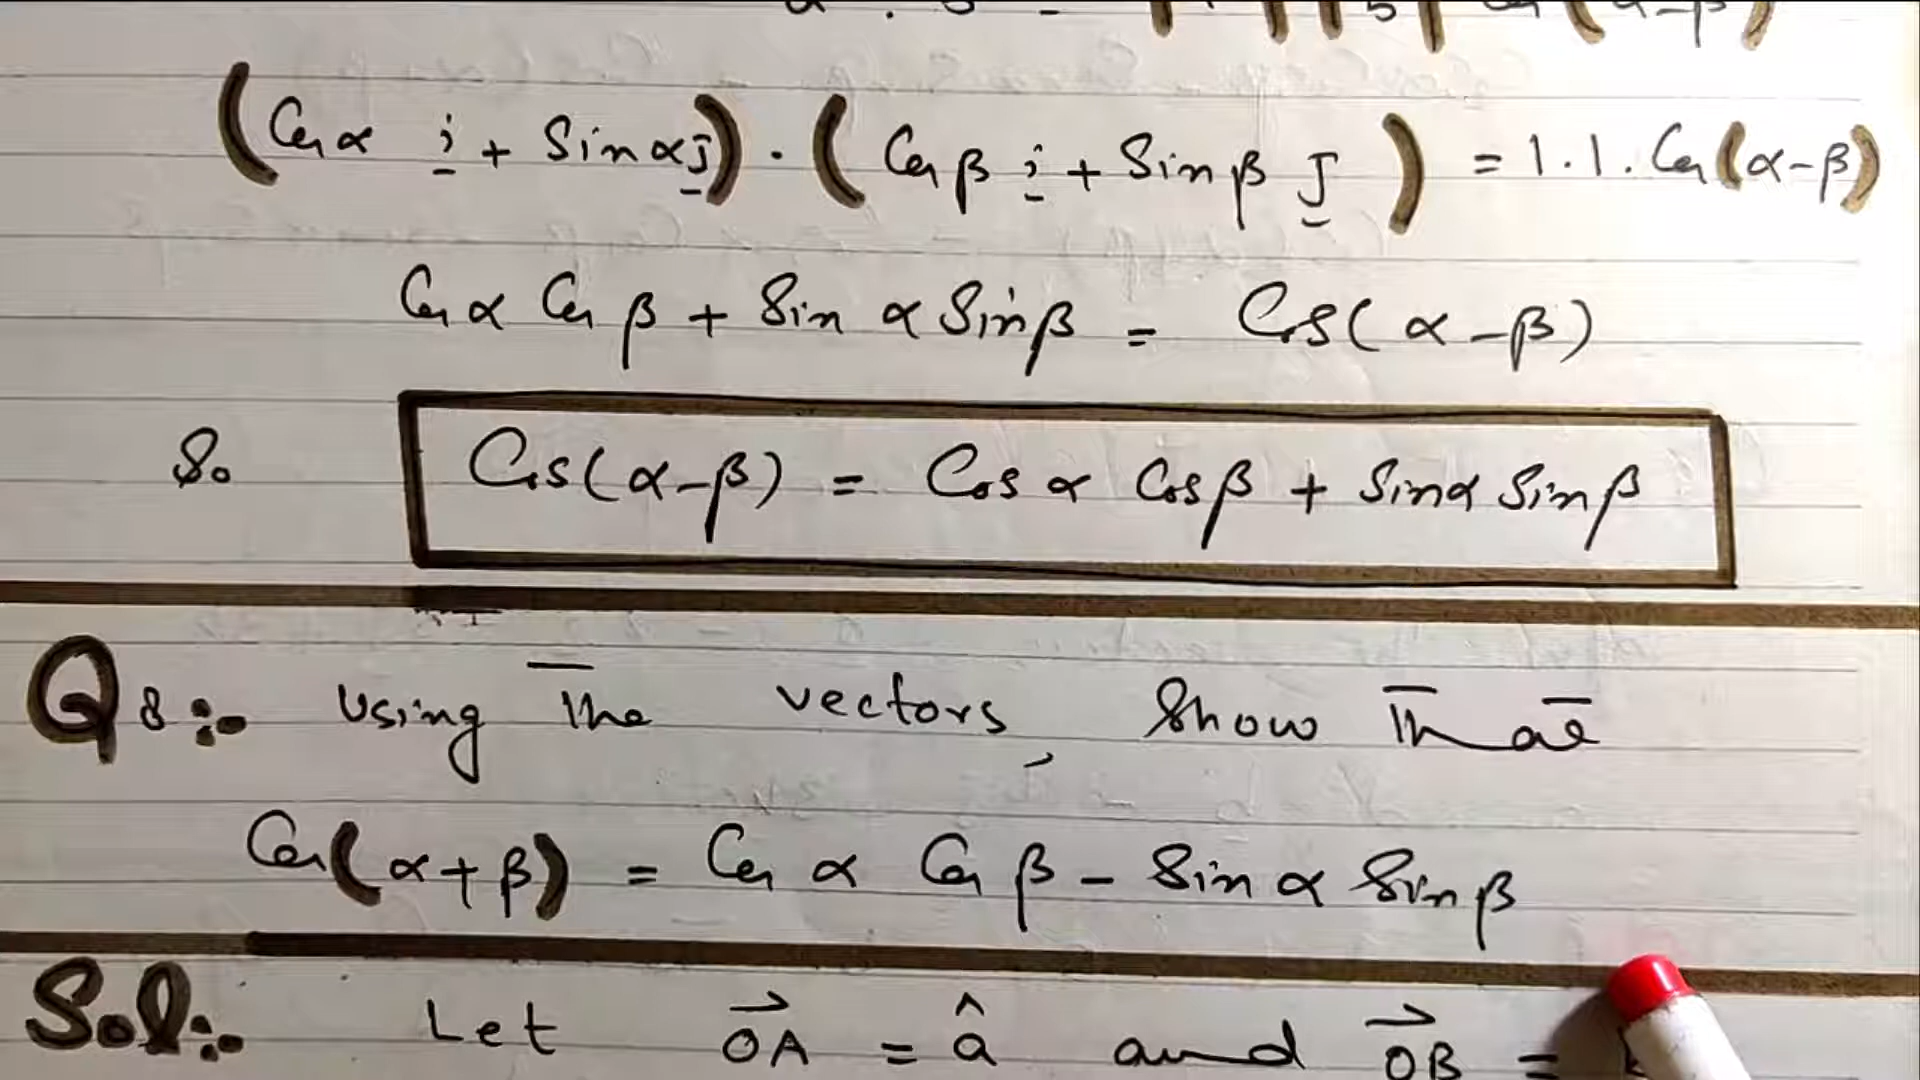 (Cos α i + Sin α j) · (Cos β i + Sin β j) = 1 · 1 . Cos (α - β)
Cos α Cos β + Sin α Sin β = Cos (α - β)
So Cos (α - β) = Cos α Cos β + Sin α Sin β
Q8:- Using The vectors, Show That
Cos (α + β) = Cos α Cos β - Sin α Sin β
Sol:- Let OA = â and OB =